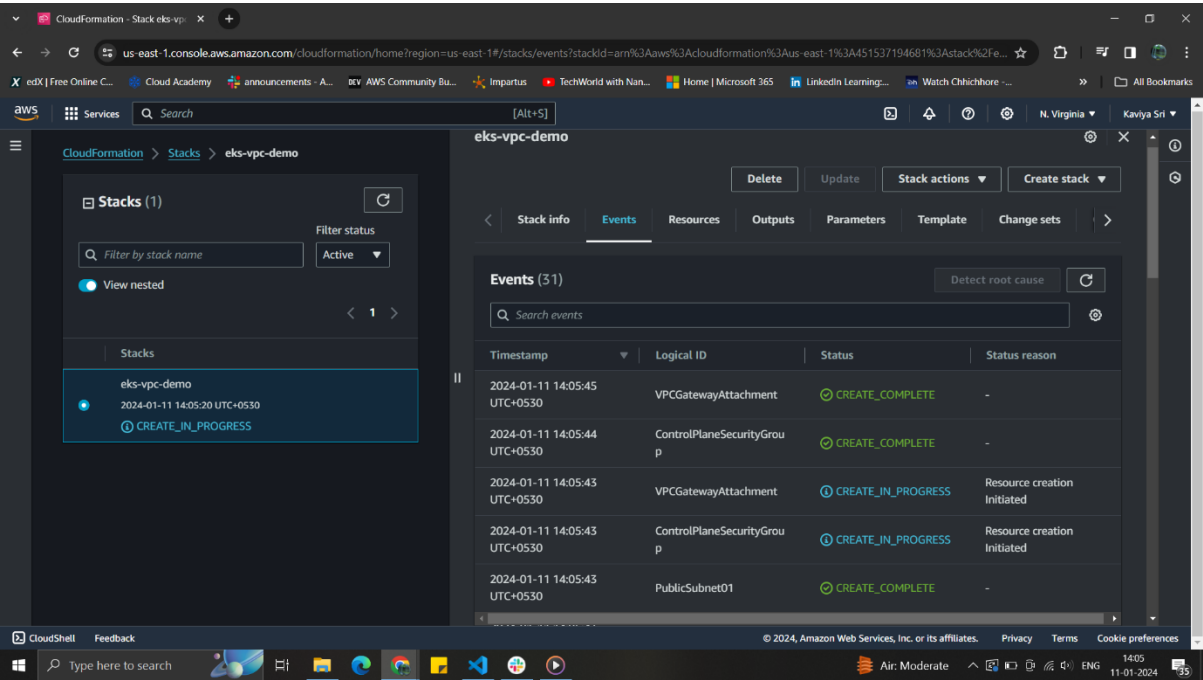 CloudFormation - Stack eks-vpc
us-east-1.console.aws.amazon.com/cloudformation/home?region=us-east-1#/stacks/events?stackId=arn%3Aaws%3Acloudformation%3Aus-east-1%3A451537194681%3Astack%2Fe...
edX | Free Online C...
Cloud Academy
announcements - A...
DEV AWS Community Bu...
Impartus
TechWorld with Nan...
Home | Microsoft 365
LinkedIn Learning:...
Watch Chhichhore -...
All Bookmarks
aws
Services
Search
[Alt+S]
N. Virginia
Kaviya Sri
CloudFormation
Stacks
eks-vpc-demo
Stacks (1)
Filter status
Filter by stack name
Active
View nested
1
Stacks
eks-vpc-demo
2024-01-11 14:05:20 UTC+0530
CREATE_IN_PROGRESS
eks-vpc-demo
Delete
Update
Stack actions
Create stack
Stack info
Events
Resources
Outputs
Parameters
Template
Change sets
Events (31)
Detect root cause
Search events
Timestamp
Logical ID
Status
Status reason
2024-01-11 14:05:45
UTC+0530
VPCGatewayAttachment
CREATE_COMPLETE
-
2024-01-11 14:05:44
UTC+0530
ControlPlaneSecurityGrou
p
CREATE_COMPLETE
-
2024-01-11 14:05:43
UTC+0530
VPCGatewayAttachment
CREATE_IN_PROGRESS
Resource creation
Initiated
2024-01-11 14:05:43
UTC+0530
ControlPlaneSecurityGrou
p
CREATE_IN_PROGRESS
Resource creation
Initiated
2024-01-11 14:05:43
UTC+0530
PublicSubnet01
CREATE_COMPLETE
-
CloudShell
Feedback
© 2024, Amazon Web Services, Inc. or its affiliates.
Privacy
Terms
Cookie preferences
Type here to search
Air: Moderate
ENG
14:05
11-01-2024
35